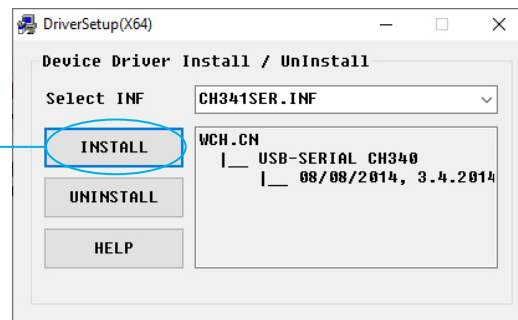 DriverSetup(X64)
Device Driver Install / UnInstall
Select INF
CH341SER.INF
INSTALL
UNINSTALL
HELP
WCH.CN
|__ USB-SERIAL CH340
|__ 08/08/2014, 3.4.2014